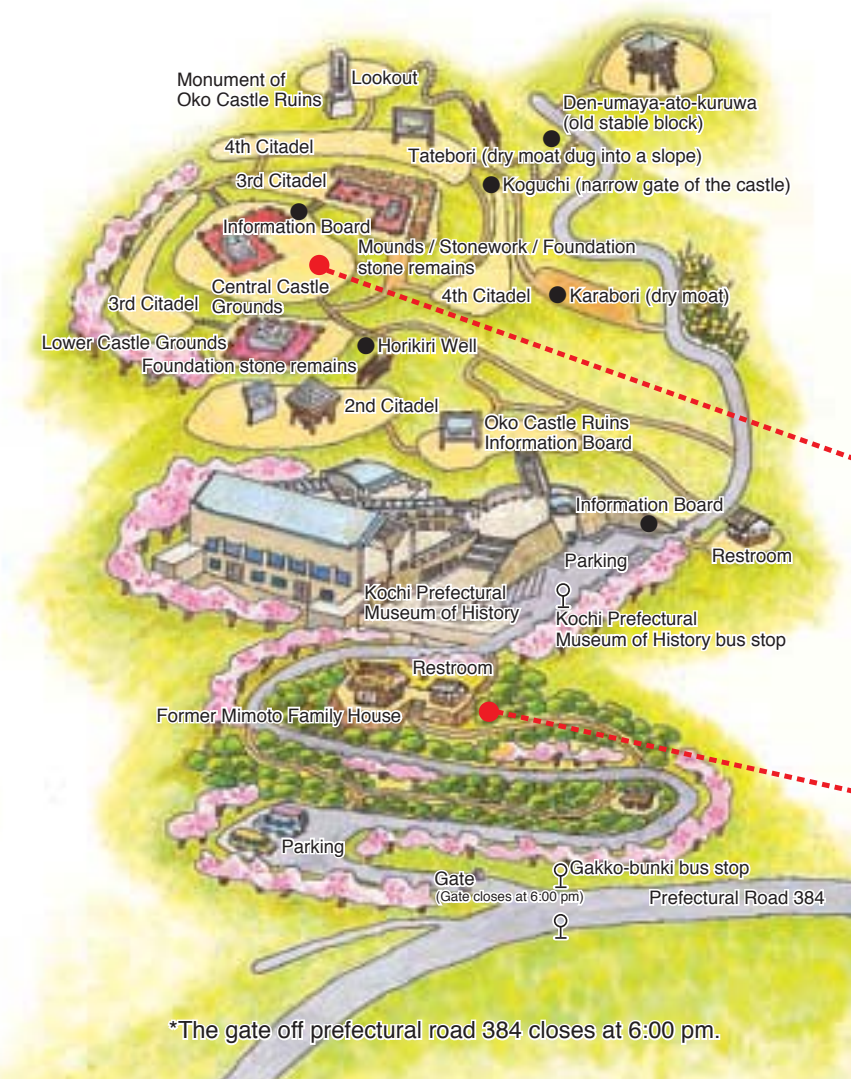 Monument of
Oko Castle Ruins
Lookout
Den-umaya-ato-kuruwa
(old stable block)
4th Citadel
Tatebori (dry moat dug into a slope)
3rd Citadel
Koguchi (narrow gate of the castle)
Information Board
Mounds / Stonework / Foundation
stone remains
Central Castle
Grounds
3rd Citadel
4th Citadel
Karabori (dry moat)
Lower Castle Grounds
Horikiri Well
Foundation stone remains
2nd Citadel
Oko Castle Ruins
Information Board
Information Board
Parking
Restroom
Kochi Prefectural
Museum of History
Kochi Prefectural
Museum of History bus stop
Restroom
Former Mimoto Family House
Parking
Gakko-bunki bus stop
Gate
(Gate closes at 6:00 pm)
Prefectural Road 384
*The gate off prefectural road 384 closes at 6:00 pm.